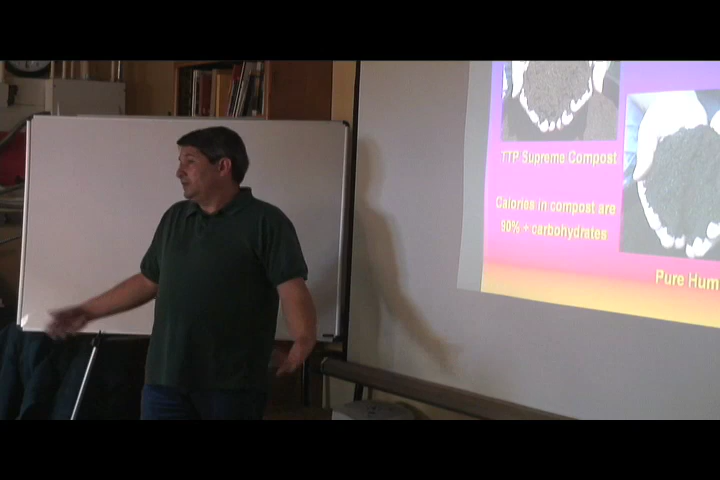 TTP Supreme Compost
Calories in compost are
90% + carbohydrates
Pure Hum